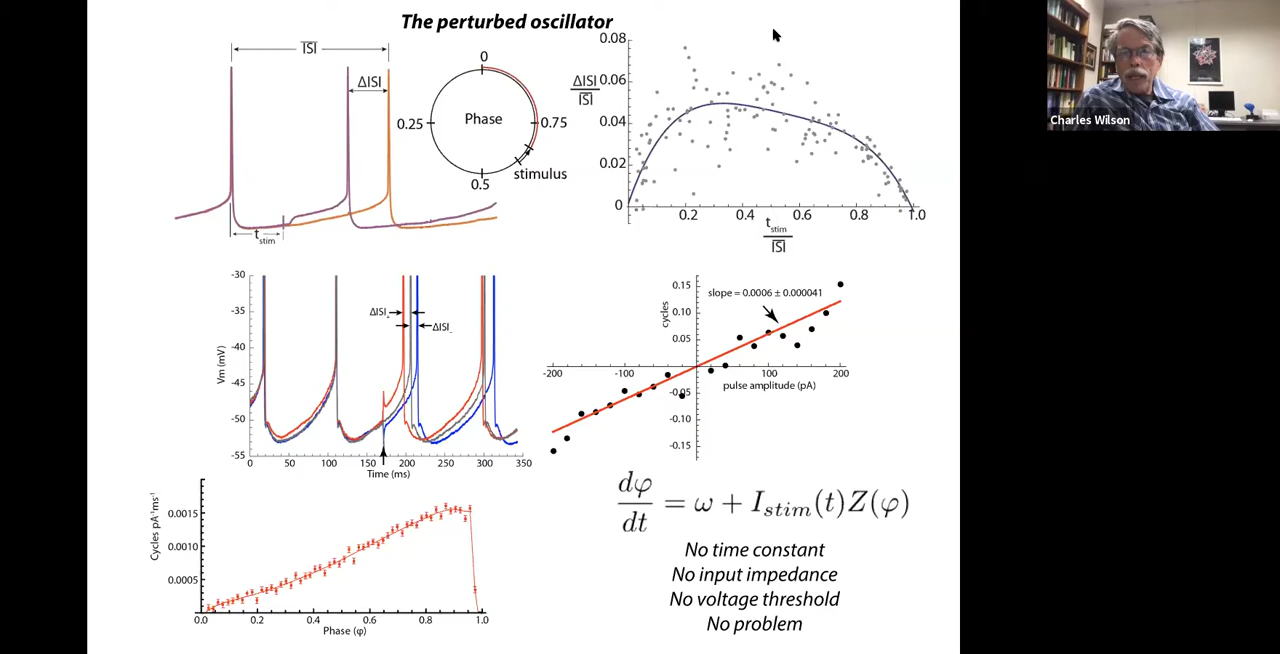 The perturbed oscillator
ISI
ΔISI
0
0.25
Phase
0.75
0.5
stimulus
t stim
0.08
0.06
0.04
0.02
0
ΔISI
ISI
0.2
0.4
0.6
0.8
1.0
t stim
ISI
Charles Wilson
-30
-35
-40
-45
-50
-55
Vm (mV)
ΔISI+
ΔISI-
0
50
100
150
200
250
300
350
Time (ms)
0.15
0.10
0.05
-0.05
-0.10
-0.15
cycles
slope = 0.0006 ± 0.000041
-200
-100
100
200
pulse amplitude (pA)
0.0015
0.0010
0.0005
Cycles pA⁻¹ms⁻¹
0.0
0.2
0.4
0.6
0.8
1.0
Phase (φ)
dφ/dt = ω + I_stim(t)Z(φ)
No time constant
No input impedance
No voltage threshold
No problem